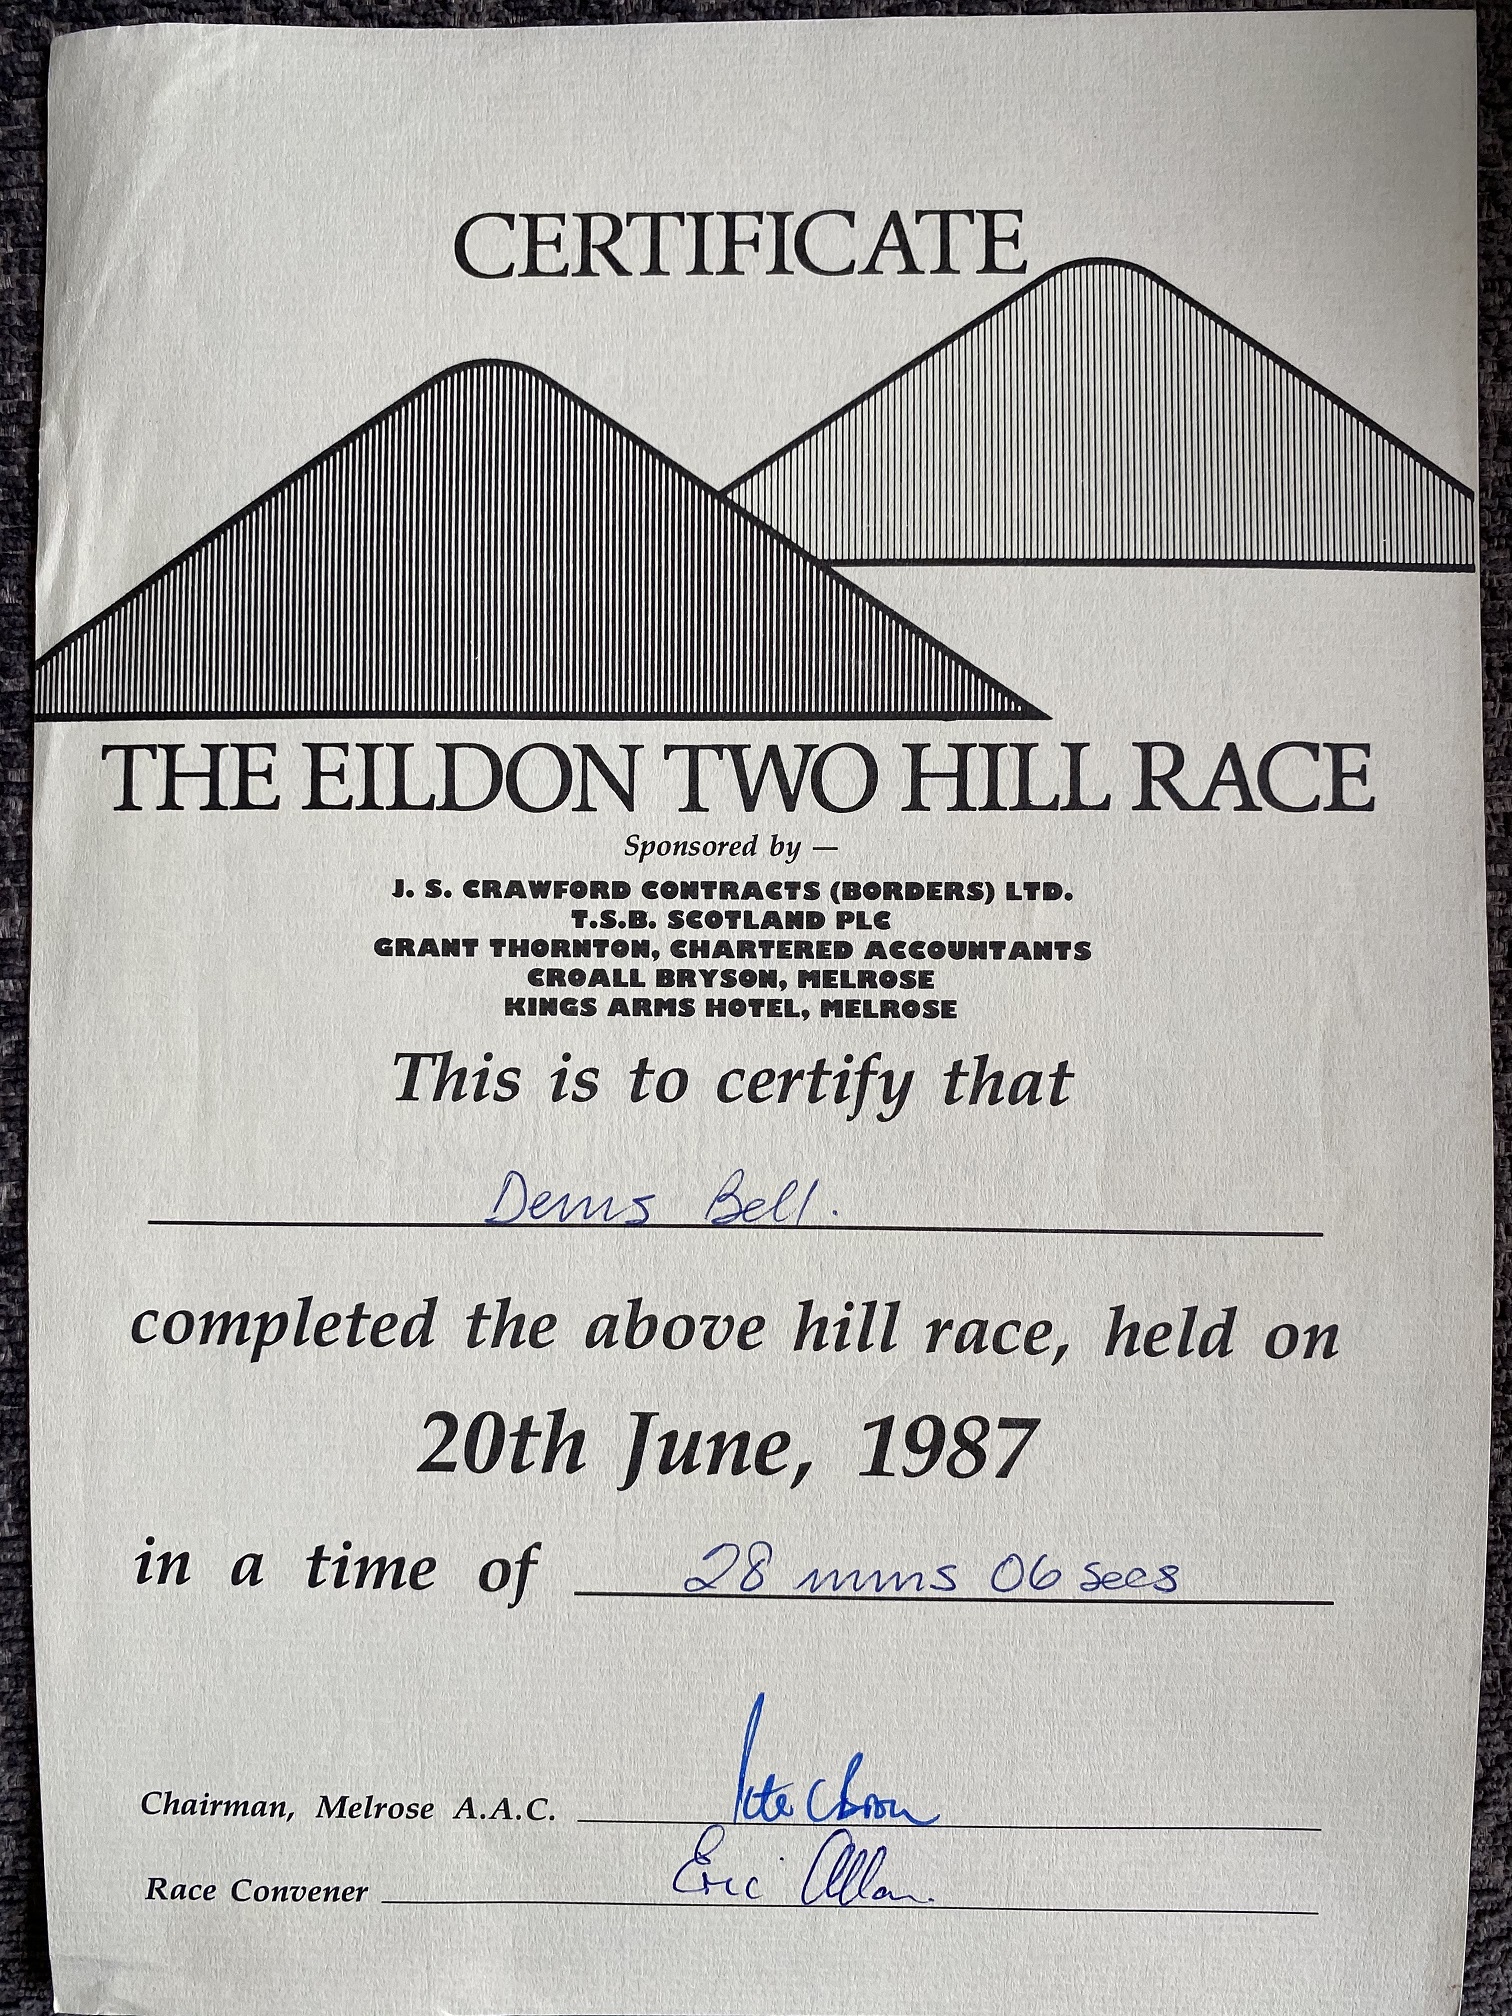 CERTIFICATE
THE EILDON TWO HILL RACE
Sponsored by —
J. S. CRAWFORD CONTRACTS (BORDERS) LTD.
T.S.B. SCOTLAND PLC
GRANT THORNTON, CHARTERED ACCOUNTANTS
CROALL BRYSON, MELROSE
KINGS ARMS HOTEL, MELROSE
This is to certify that
Denis Bell.
completed the above hill race, held on
20th June, 1987
in a time of 28 mins 06 secs
Chairman, Melrose A.A.C.
Race Convener Eric Allan.